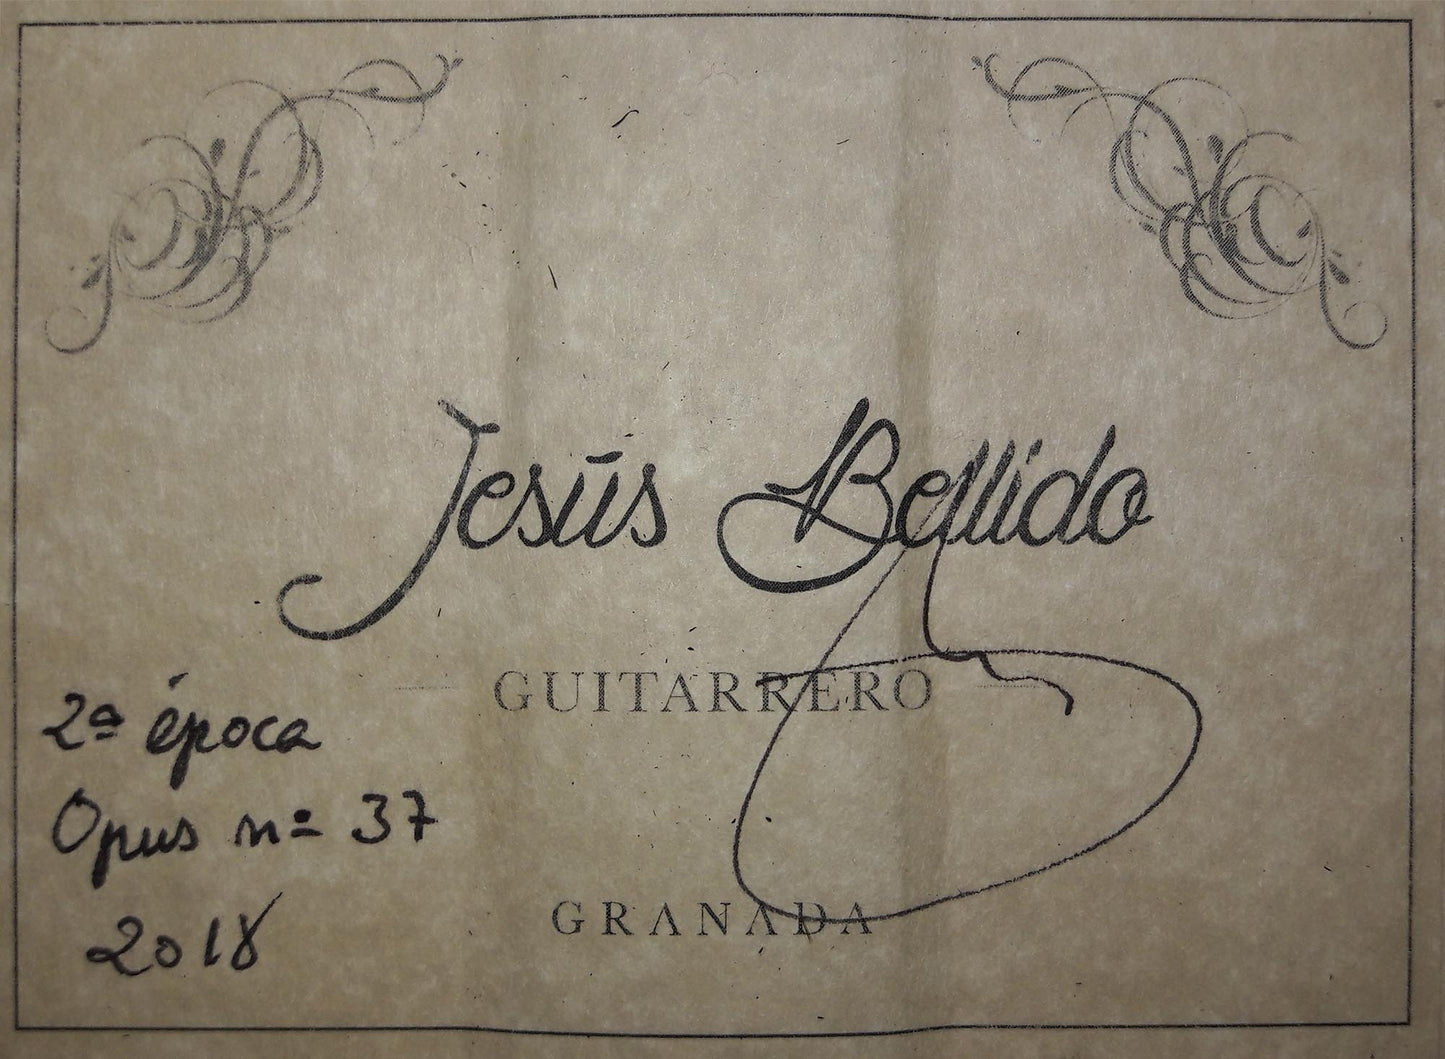 Jesús Bellido
GUITARRERO
2ª época
Opus nº 37
2018
GRANADA